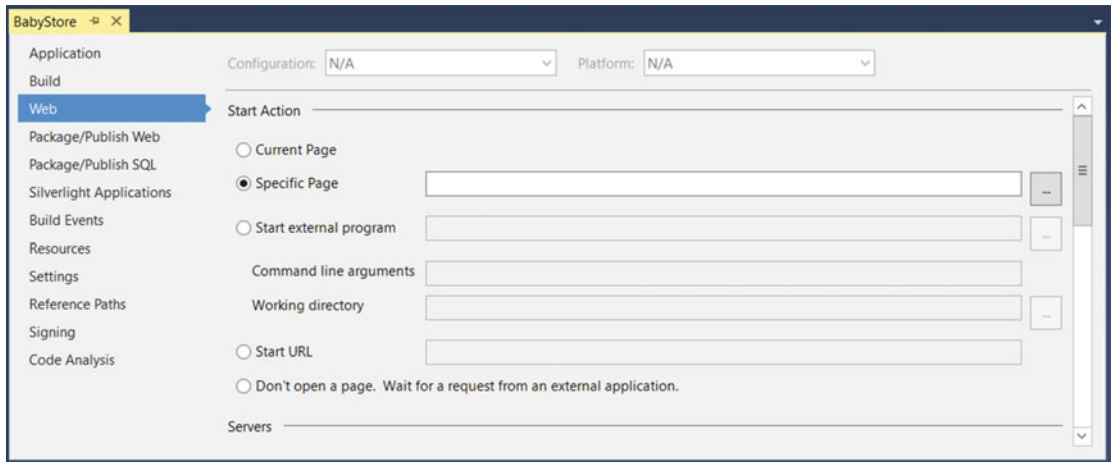 BabyStore
Application
Build
Web
Package/Publish Web
Package/Publish SQL
Silverlight Applications
Build Events
Resources
Settings
Reference Paths
Signing
Code Analysis
Configuration: N/A Platform: N/A
Start Action
Current Page
Specific Page ...
Start external program ...
Command line arguments
Working directory ...
Start URL
Don't open a page. Wait for a request from an external application.
Servers